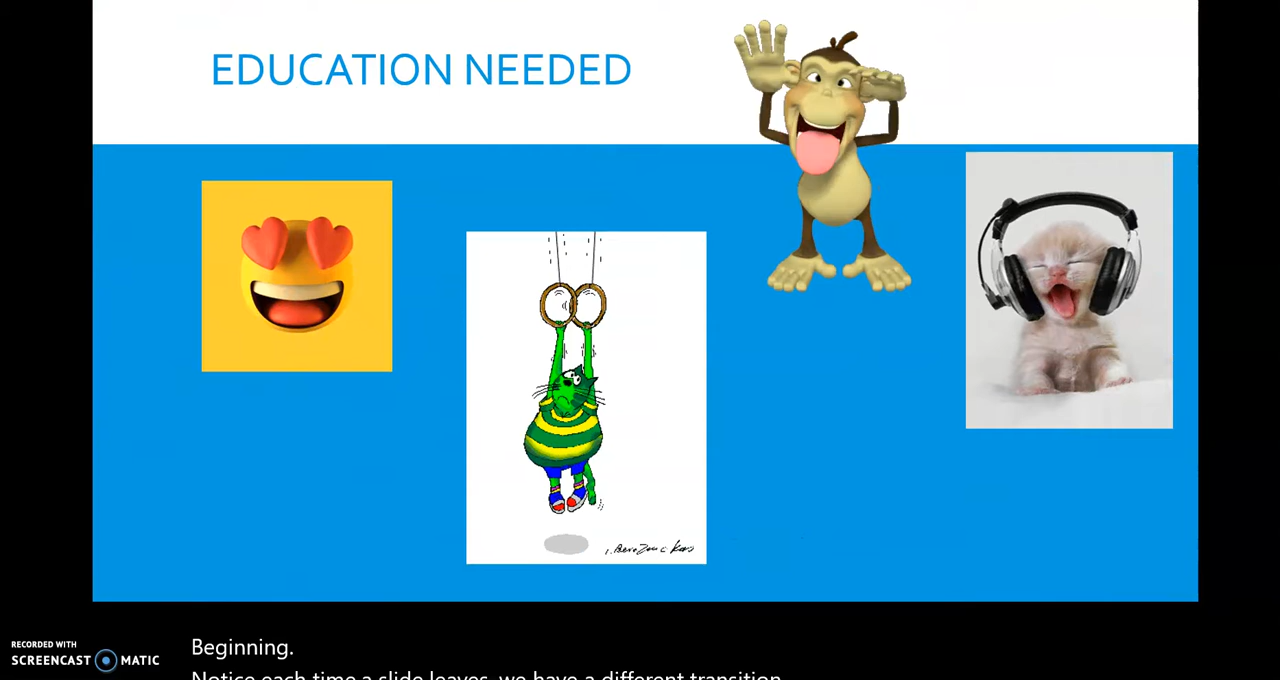 EDUCATION NEEDED
RECORDED WITH
SCREENCAST MATIC
Beginning.
Notice each time a slide leaves, we have a different transition